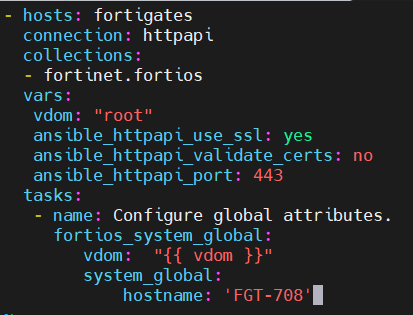 - hosts: fortigates
  connection: httpapi
  collections:
  - fortinet.fortios
  vars:
   vdom: "root"
   ansible_httpapi_use_ssl: yes
   ansible_httpapi_validate_certs: no
   ansible_httpapi_port: 443
  tasks:
   - name: Configure global attributes.
     fortios_system_global:
        vdom:  "{{ vdom }}"
        system_global:
            hostname: 'FGT-708'